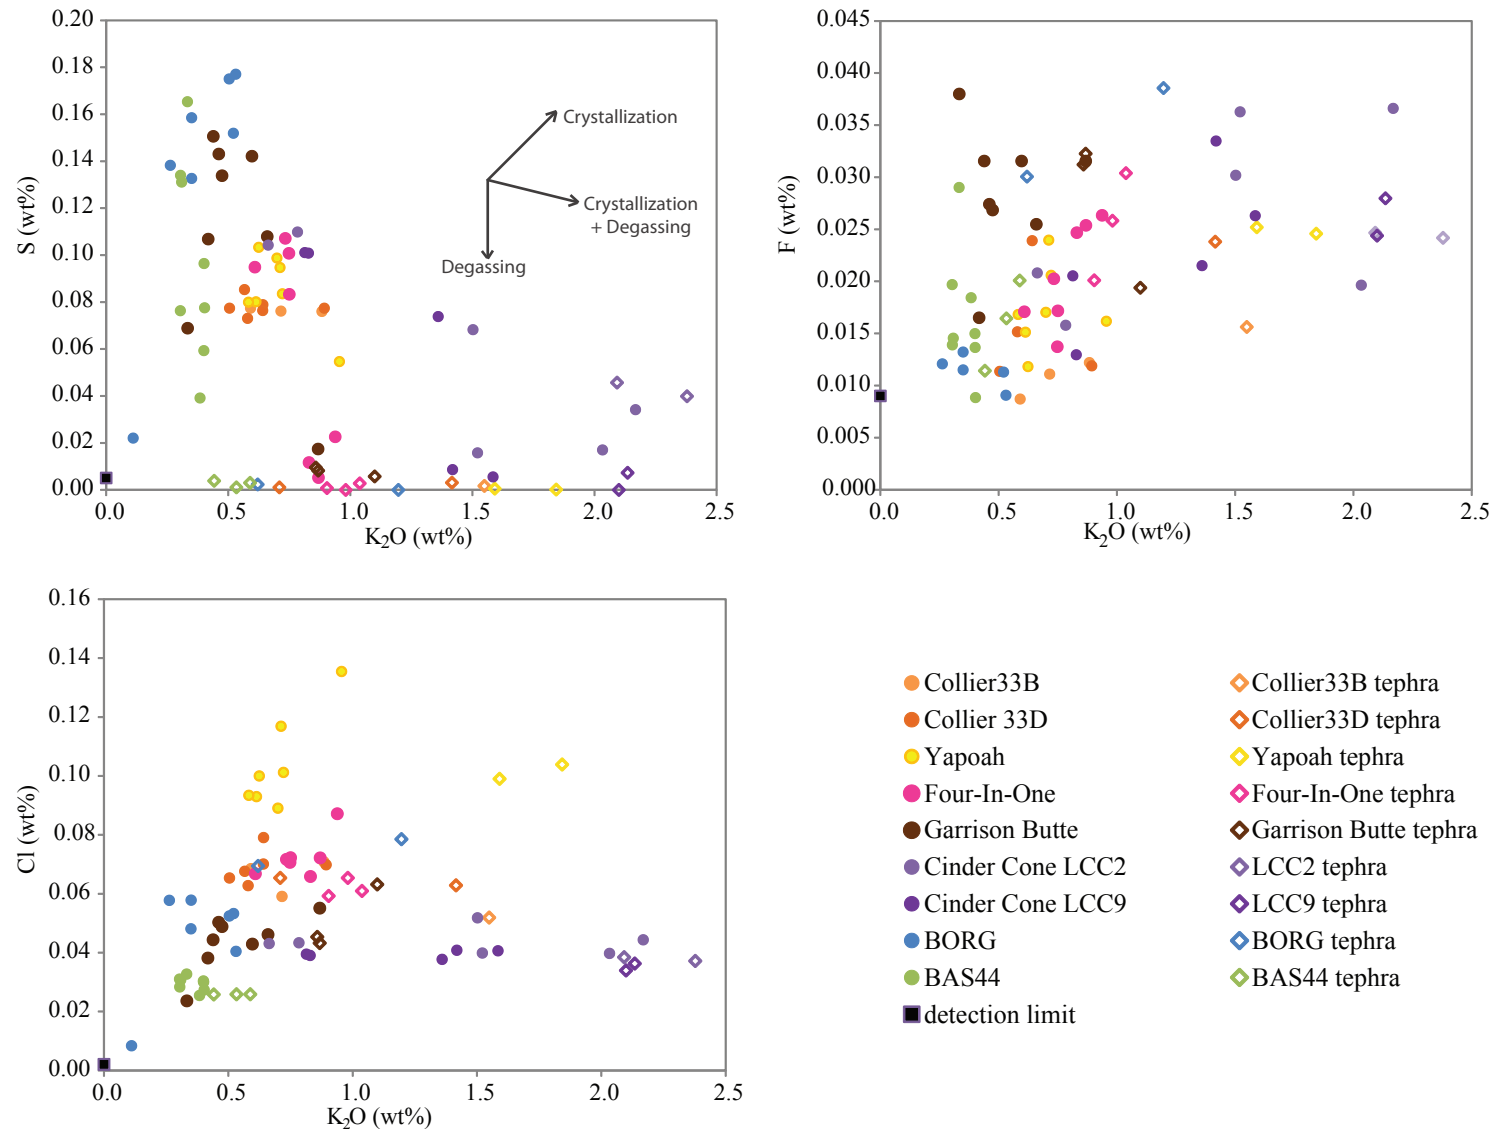 0.20
0.18
0.16
0.14
0.12
0.10
0.08
0.06
0.04
0.02
0.00
S (wt%)
0.0 0.5 1.0 1.5 2.0 2.5
K₂O (wt%)
Crystallization
Crystallization
+ Degassing
Degassing
0.045
0.040
0.035
0.030
0.025
0.020
0.015
0.010
0.005
0.000
F (wt%)
0.0 0.5 1.0 1.5 2.0 2.5
K₂O (wt%)
0.16
0.14
0.12
0.10
0.08
0.06
0.04
0.02
0.00
Cl (wt%)
0.0 0.5 1.0 1.5 2.0 2.5
K₂O (wt%)
Collier33B
Collier 33D
Yapoah
Four-In-One
Garrison Butte
Cinder Cone LCC2
Cinder Cone LCC9
BORG
BAS44
detection limit
Collier33B tephra
Collier33D tephra
Yapoah tephra
Four-In-One tephra
Garrison Butte tephra
LCC2 tephra
LCC9 tephra
BORG tephra
BAS44 tephra